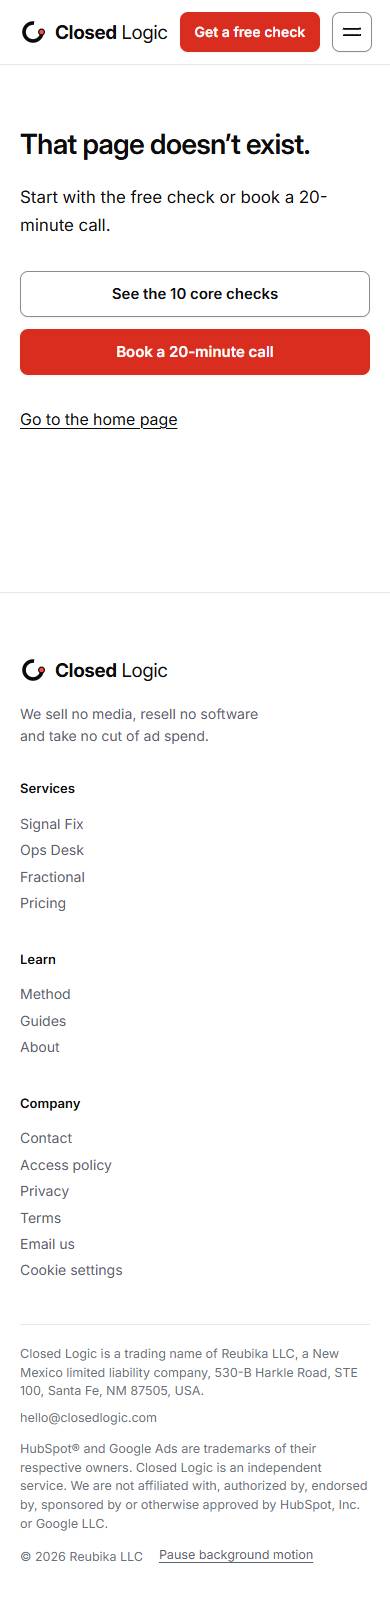 Closed Logic
Get a free check
That page doesn’t exist.
Start with the free check or book a 20-
minute call.
See the 10 core checks
Book a 20-minute call
Go to the home page
Closed Logic
We sell no media, resell no software
and take no cut of ad spend.
Services
Signal Fix
Ops Desk
Fractional
Pricing
Learn
Method
Guides
About
Company
Contact
Access policy
Privacy
Terms
Email us
Cookie settings
Closed Logic is a trading name of Reubika LLC, a New
Mexico limited liability company, 530-B Harkle Road, STE
100, Santa Fe, NM 87505, USA.
hello@closedlogic.com
HubSpot® and Google Ads are trademarks of their
respective owners. Closed Logic is an independent
service. We are not affiliated with, authorized by, endorsed
by, sponsored by or otherwise approved by HubSpot, Inc.
or Google LLC.
© 2026 Reubika LLC Pause background motion